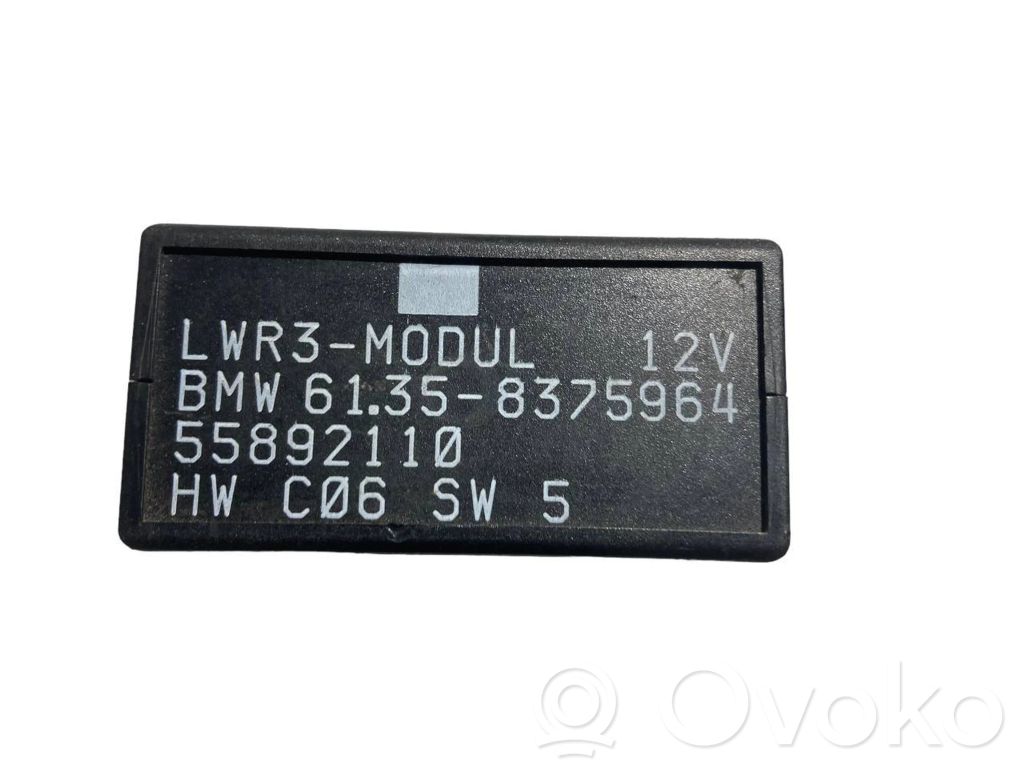 LWR3-MODUL 12V
BMW 61.35-8375964
55892110
HW C06 SW 5
Ovoko